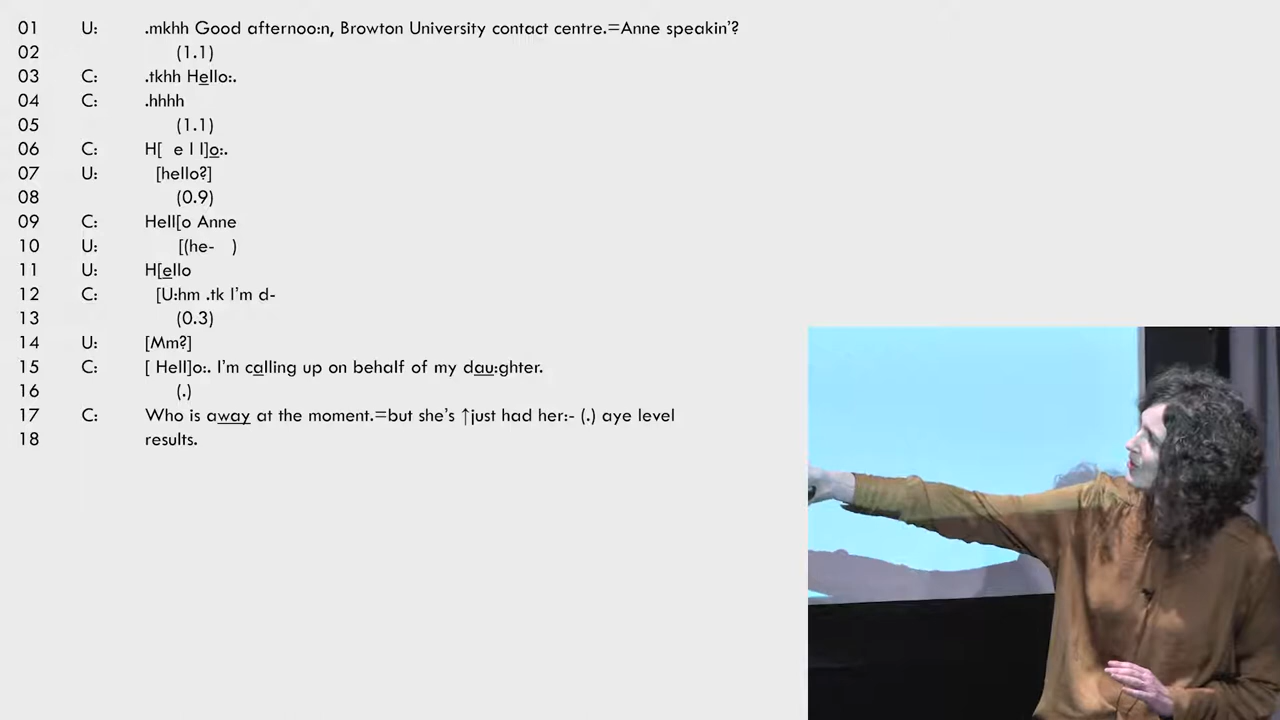 01 U: .mkhh Good afternoo:n, Browton University contact centre.=Anne speakin’?
02 (1.1)
03 C: .tkhh Hello:.
04 C: .hhhh
05 (1.1)
06 C: H[ e l l]o:.
07 U: [hello?]
08 (0.9)
09 C: Hell[o Anne
10 U: [(he- )
11 U: H[ello
12 C: [U:hm .tk I’m d-
13 (0.3)
14 U: [Mm?]
15 C: [ Hell]o:. I’m calling up on behalf of my dau:ghter.
16 (.)
17 C: Who is away at the moment.=but she’s ↑just had her:- (.) aye level
18 results.